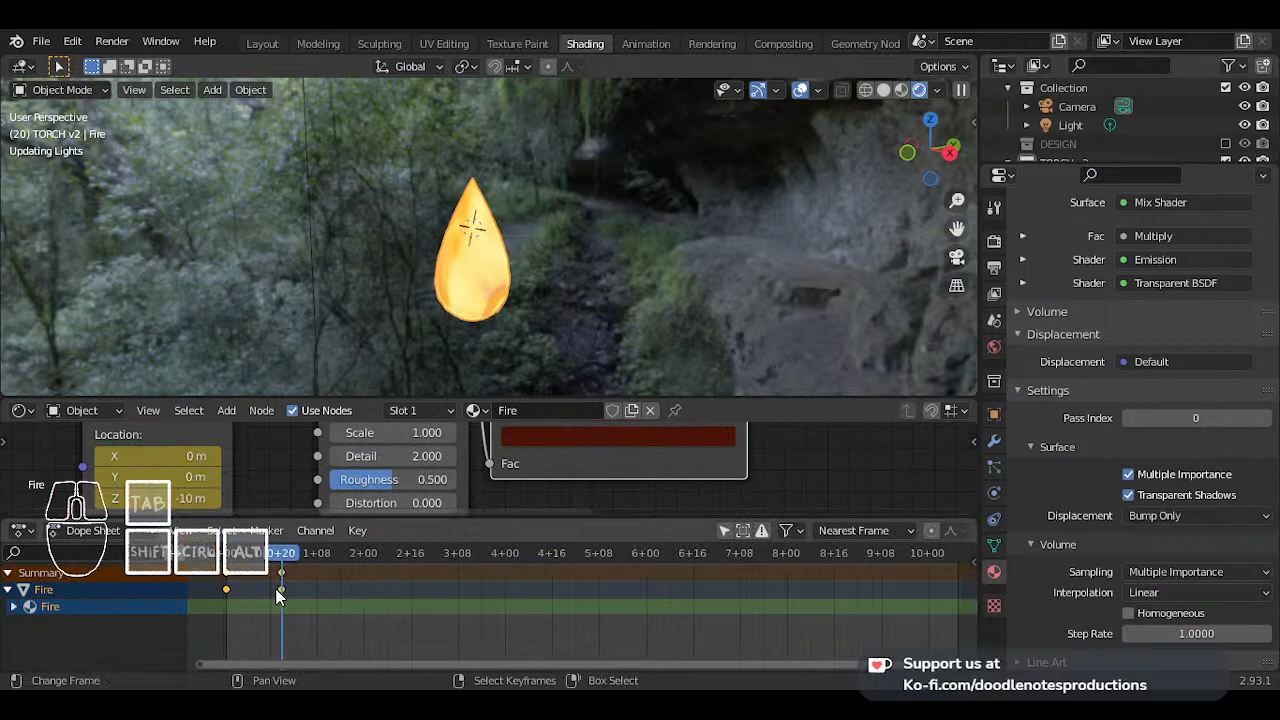 File Edit Render Window Help Layout Modeling Sculpting UV Editing Texture Paint Shading Animation Rendering Compositing Geometry Nod Scene View Layer
Global Options
Object Mode View Select Add Object
User Perspective
(20) TORCH v2 | Fire
Updating Lights
Z
Y
X
Collection
Camera
Light
DESIGN
Surface Mix Shader
Fac Multiply
Shader Emission
Shader Transparent BSDF
Volume
Displacement
Displacement Default
Settings
Pass Index 0
Surface
Multiple Importance
Transparent Shadows
Displacement Bump Only
Volume
Sampling Multiple Importance
Interpolation Linear
Homogeneous
Step Rate 1.0000
Line Art
Object View Select Add Node Use Nodes Slot 1 Fire
Location:
X 0 m
Y 0 m
Z -10 m
Scale 1.000
Detail 2.000
Roughness 0.500
Distortion 0.000
Fac
Fire
TAB
SHIFT CTRL ALT
Dope Sheet Marker Channel Key Nearest Frame
0+20 1+08 2+00 2+16 3+08 4+00 4+16 5+08 6+00 6+16 7+08 8+00 8+16 9+08 10+00
Summary
Fire
Fire
Support us at
Ko-fi.com/doodlenotesproductions
Change Frame Pan View Select Keyframes Box Select 2.93.1